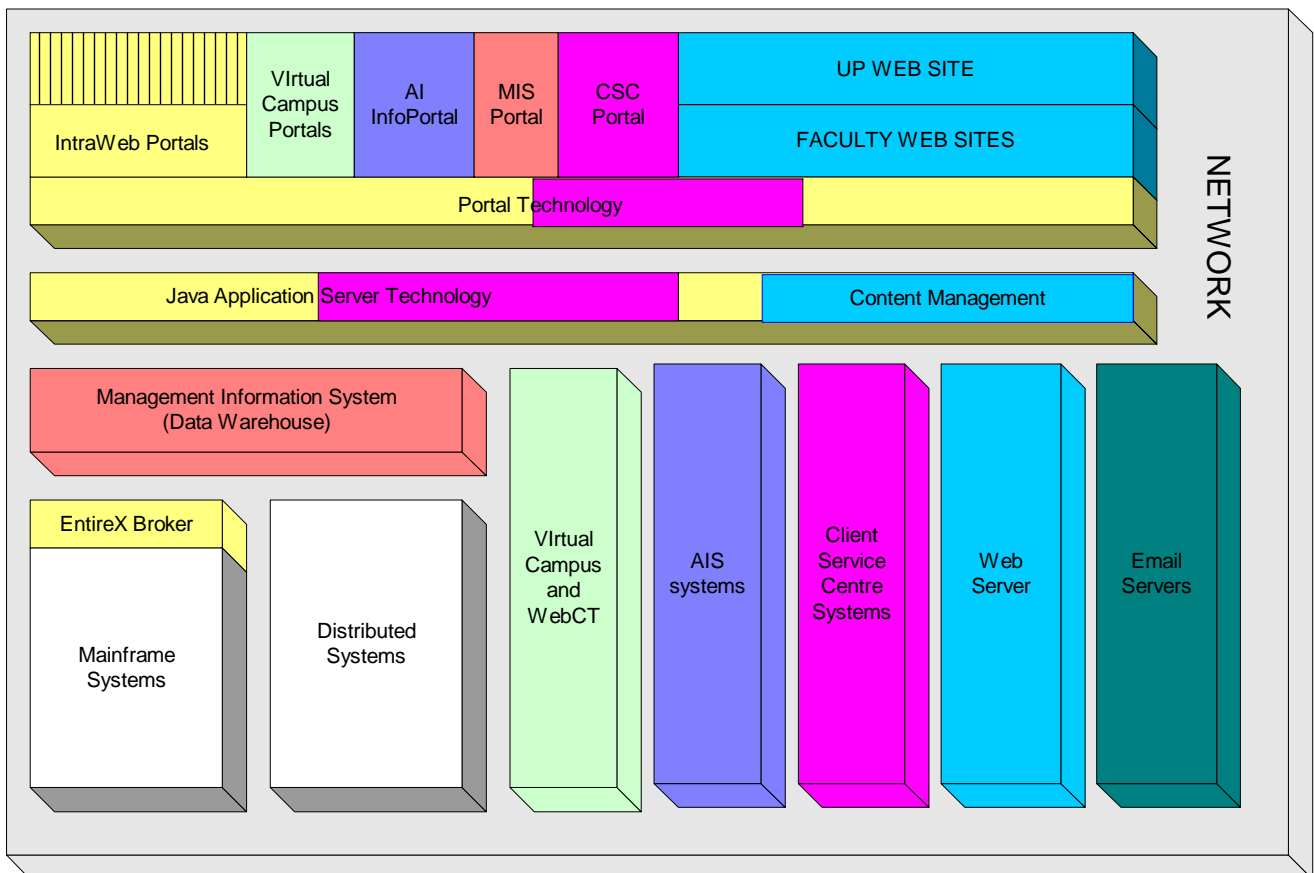 VIrtual
Campus
Portals
AI
InfoPortal
MIS
Portal
CSC
Portal
UP WEB SITE
IntraWeb Portals
FACULTY WEB SITES
Portal Technology
NETWORK
Java Application Server Technology
Content Management
Management Information System
(Data Warehouse)
EntireX Broker
Mainframe
Systems
Distributed
Systems
VIrtual
Campus
and
WebCT
AIS
systems
Client
Service
Centre
Systems
Web
Server
Email
Servers